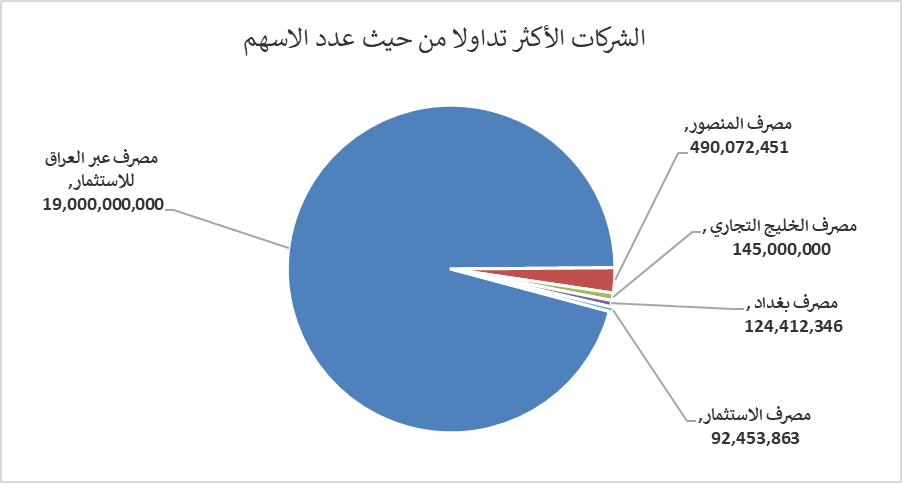 الشركات الأكثر تداولا من حيث عدد الاسهم
مصرف المنصور,
490,072,451
مصرف الخليج التجاري ,
145,000,000
مصرف بغداد ,
124,412,346
مصرف الاستثمار,
92,453,863
مصرف عبر العراق
للاستثمار,
19,000,000,000